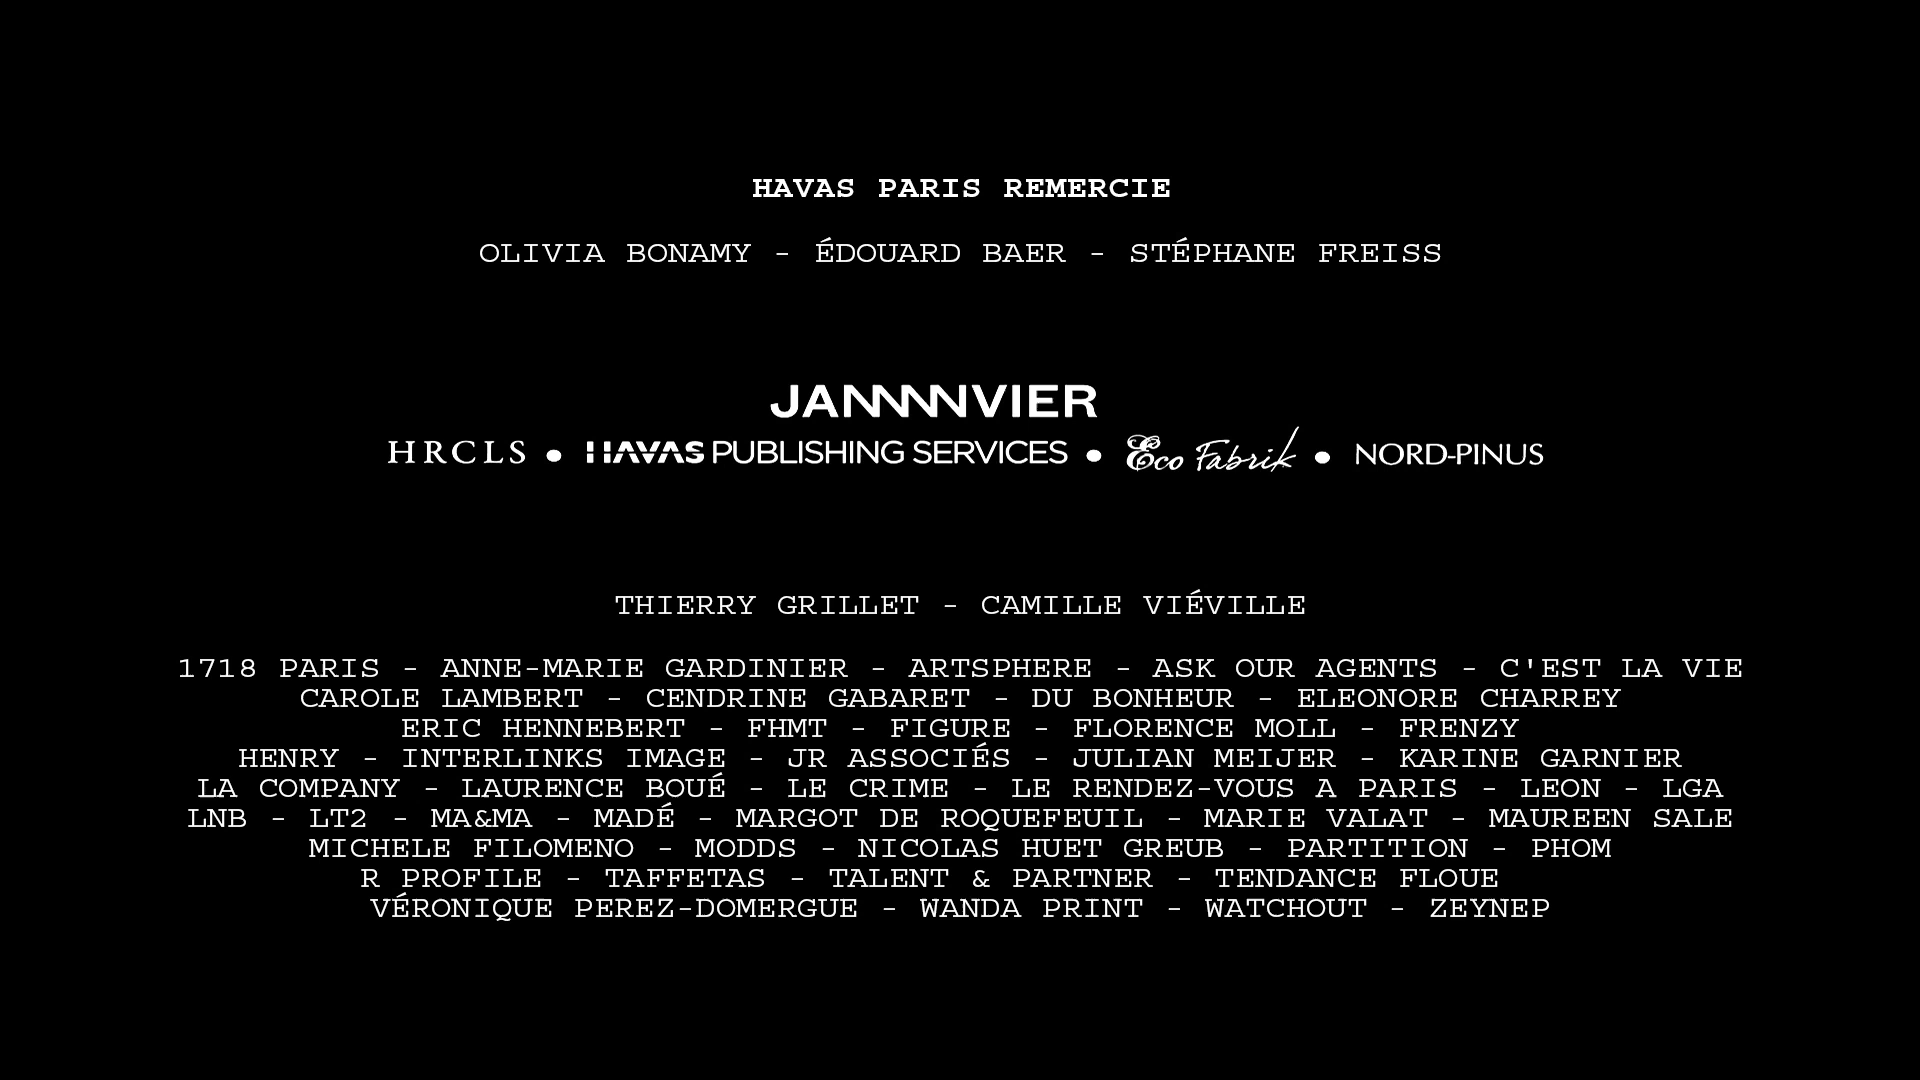 HAVAS PARIS REMERCIE
OLIVIA BONAMY - ÉDOUARD BAER - STÉPHANE FREISS
JANNNNVIER
HRCLS • HAVAS PUBLISHING SERVICES • Eco Fabrik • NORD-PINUS
THIERRY GRILLET - CAMILLE VIÉVILLE
1718 PARIS - ANNE-MARIE GARDINIER - ARTSPHERE - ASK OUR AGENTS - C'EST LA VIE
CAROLE LAMBERT - CENDRINE GABARET - DU BONHEUR - ELEONORE CHARREY
ERIC HENNEBERT - FHMT - FIGURE - FLORENCE MOLL - FRENZY
HENRY - INTERLINKS IMAGE - JR ASSOCIÉS - JULIAN MEIJER - KARINE GARNIER
LA COMPANY - LAURENCE BOUÉ - LE CRIME - LE RENDEZ-VOUS A PARIS - LEON - LGA
LNB - LT2 - MA&MA - MADÉ - MARGOT DE ROQUEFEUIL - MARIE VALAT - MAUREEN SALE
MICHELE FILOMENO - MODDS - NICOLAS HUET GREUB - PARTITION - PHOM
R PROFILE - TAFFETAS - TALENT & PARTNER - TENDANCE FLOUE
VÉRONIQUE PEREZ-DOMERGUE - WANDA PRINT - WATCHOUT - ZEYNEP